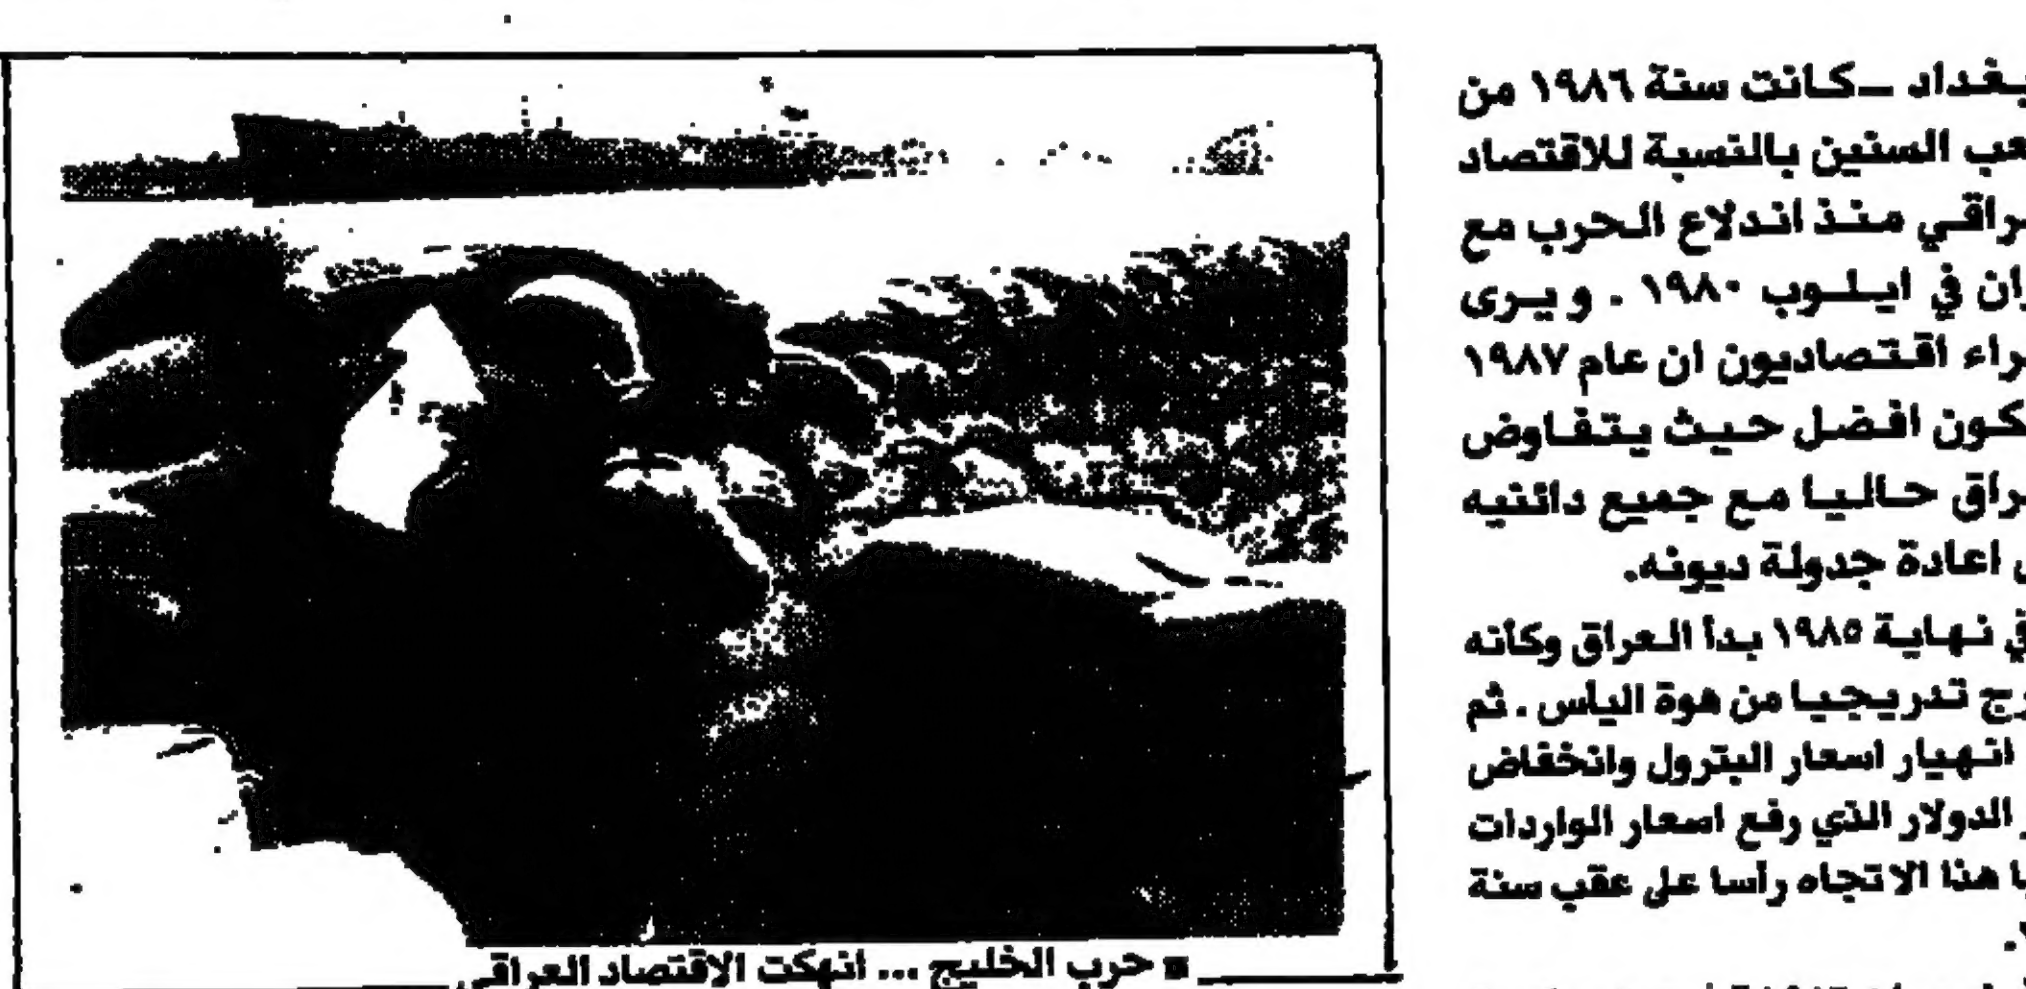 بغداد ــ كانت سنة ١٩٨٦ من
عب السنين بالنسبة للاقتصاد
راقي منذ اندلاع الحرب مع
ران في ايلوب ١٩٨٠ . ويرى
براء اقتصاديون ان عام ١٩٨٧
كون افضل حيث يتفاوض
راق حاليا مع جميع دائنيه
اعادة جدولة ديونه.
في نهاية ١٩٨٥ بدأ العراق وكأنه
رج تدريجيا من هوة اليأس . ثم
انهيار اسعار البترول وانخفاض
الدولار الذي رفع اسعار الواردات
با هذا الاتجاه رأسا على عقب سنة
حرب الخليج ... انهكت الاقتصاد العراقي